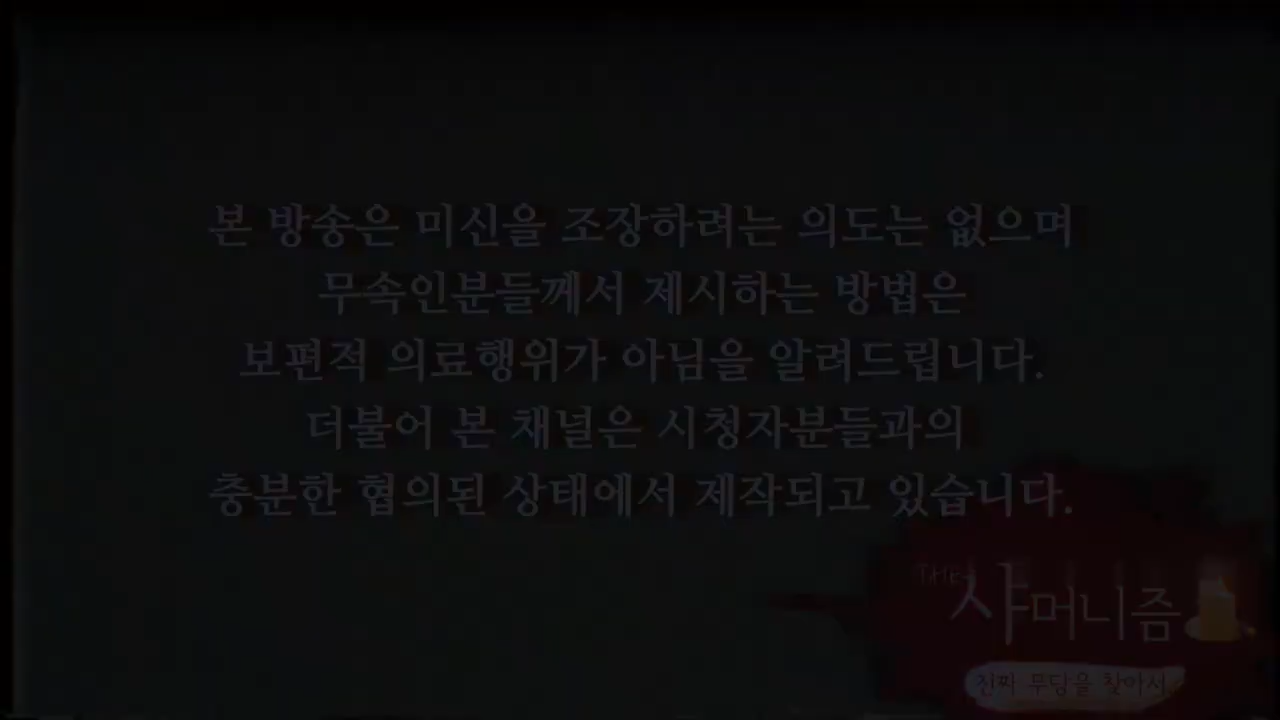 본 방송은 미신을 조장하려는 의도는 없으며
무속인분들께서 제시하는 방법은
보편적 의료행위가 아님을 알려드립니다.
더불어 본 채널은 시청자분들과의
충분한 협의된 상태에서 제작되고 있습니다.
THE
샤머니즘
진짜 무당을 찾아서